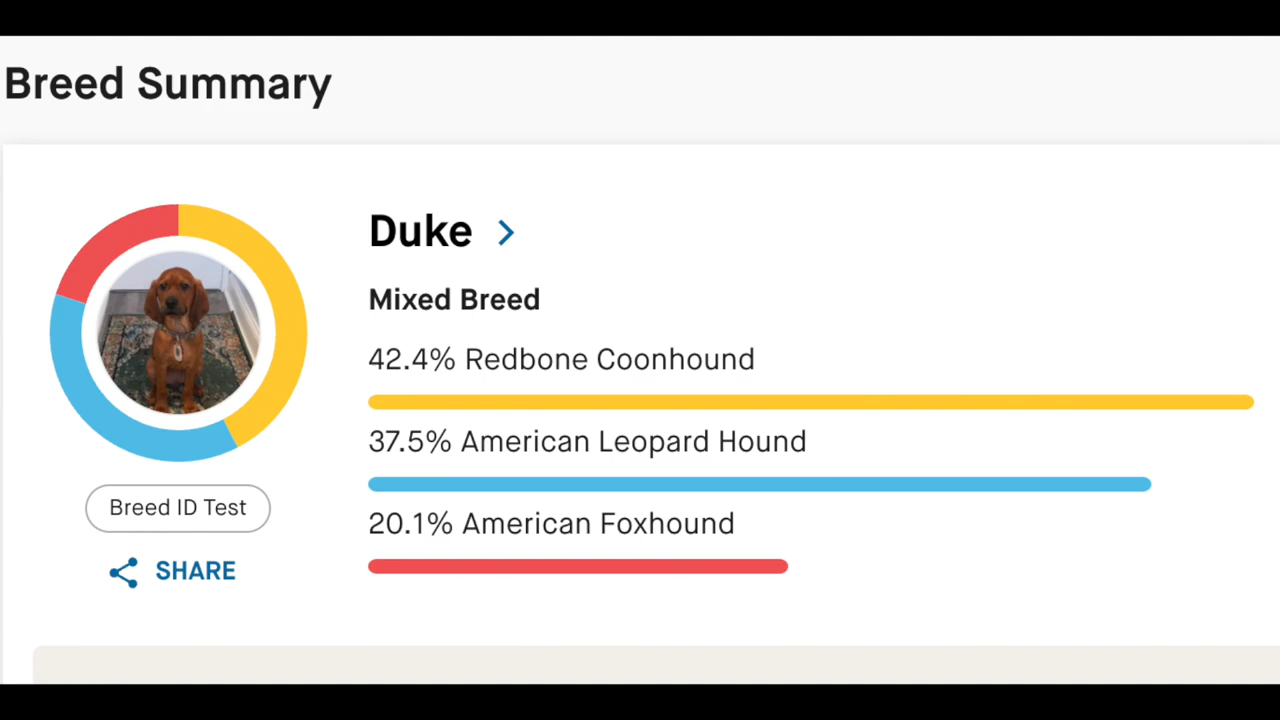 Breed Summary
Duke
Mixed Breed
42.4% Redbone Coonhound
37.5% American Leopard Hound
20.1% American Foxhound
Breed ID Test
SHARE